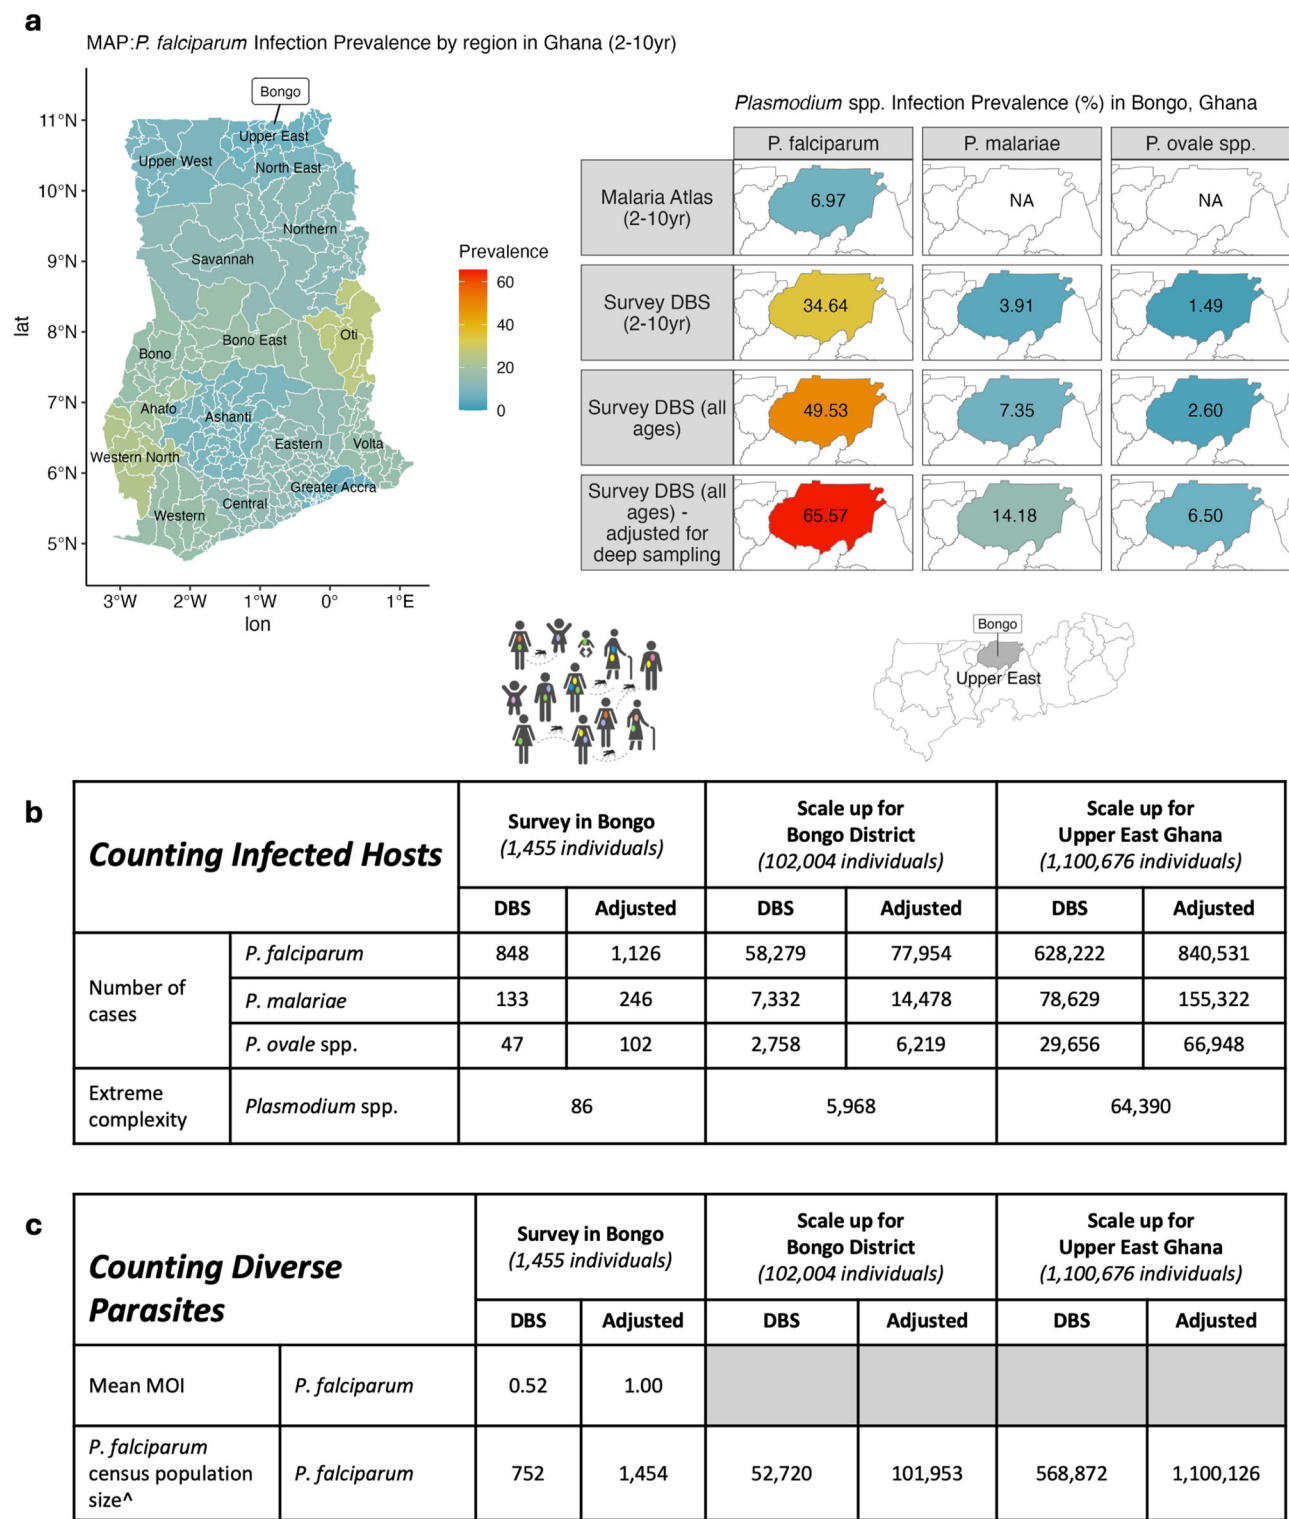 a
MAP:P. falciparum Infection Prevalence by region in Ghana (2-10yr)
Bongo
11°N
10°N
9°N
8°N
7°N
6°N
5°N
lat
3°W 2°W 1°W 0° 1°E
lon
Upper East
Upper West
North East
Northern
Savannah
Oti
Bono East
Bono
Ahafo
Ashanti
Eastern
Volta
Western North
Greater Accra
Central
Western
Prevalence
60
40
20
0
Plasmodium spp. Infection Prevalence (%) in Bongo, Ghana
P. falciparum P. malariae P. ovale spp.
Malaria Atlas
(2-10yr)
6.97 NA NA
Survey DBS
(2-10yr)
34.64 3.91 1.49
Survey DBS (all
ages)
49.53 7.35 2.60
Survey DBS (all
ages) -
adjusted for
deep sampling
65.57 14.18 6.50
Bongo
Upper East
b
Counting Infected Hosts
Survey in Bongo
(1,455 individuals)
Scale up for
Bongo District
(102,004 individuals)
Scale up for
Upper East Ghana
(1,100,676 individuals)
DBS Adjusted DBS Adjusted DBS Adjusted
Number of
cases
P. falciparum 848 1,126 58,279 77,954 628,222 840,531
P. malariae 133 246 7,332 14,478 78,629 155,322
P. ovale spp. 47 102 2,758 6,219 29,656 66,948
Extreme
complexity
Plasmodium spp. 86 5,968 64,390
c
Counting Diverse
Parasites
Survey in Bongo
(1,455 individuals)
Scale up for
Bongo District
(102,004 individuals)
Scale up for
Upper East Ghana
(1,100,676 individuals)
DBS Adjusted DBS Adjusted DBS Adjusted
Mean MOI P. falciparum 0.52 1.00
P. falciparum
census population
size^
P. falciparum 752 1,454 52,720 101,953 568,872 1,100,126